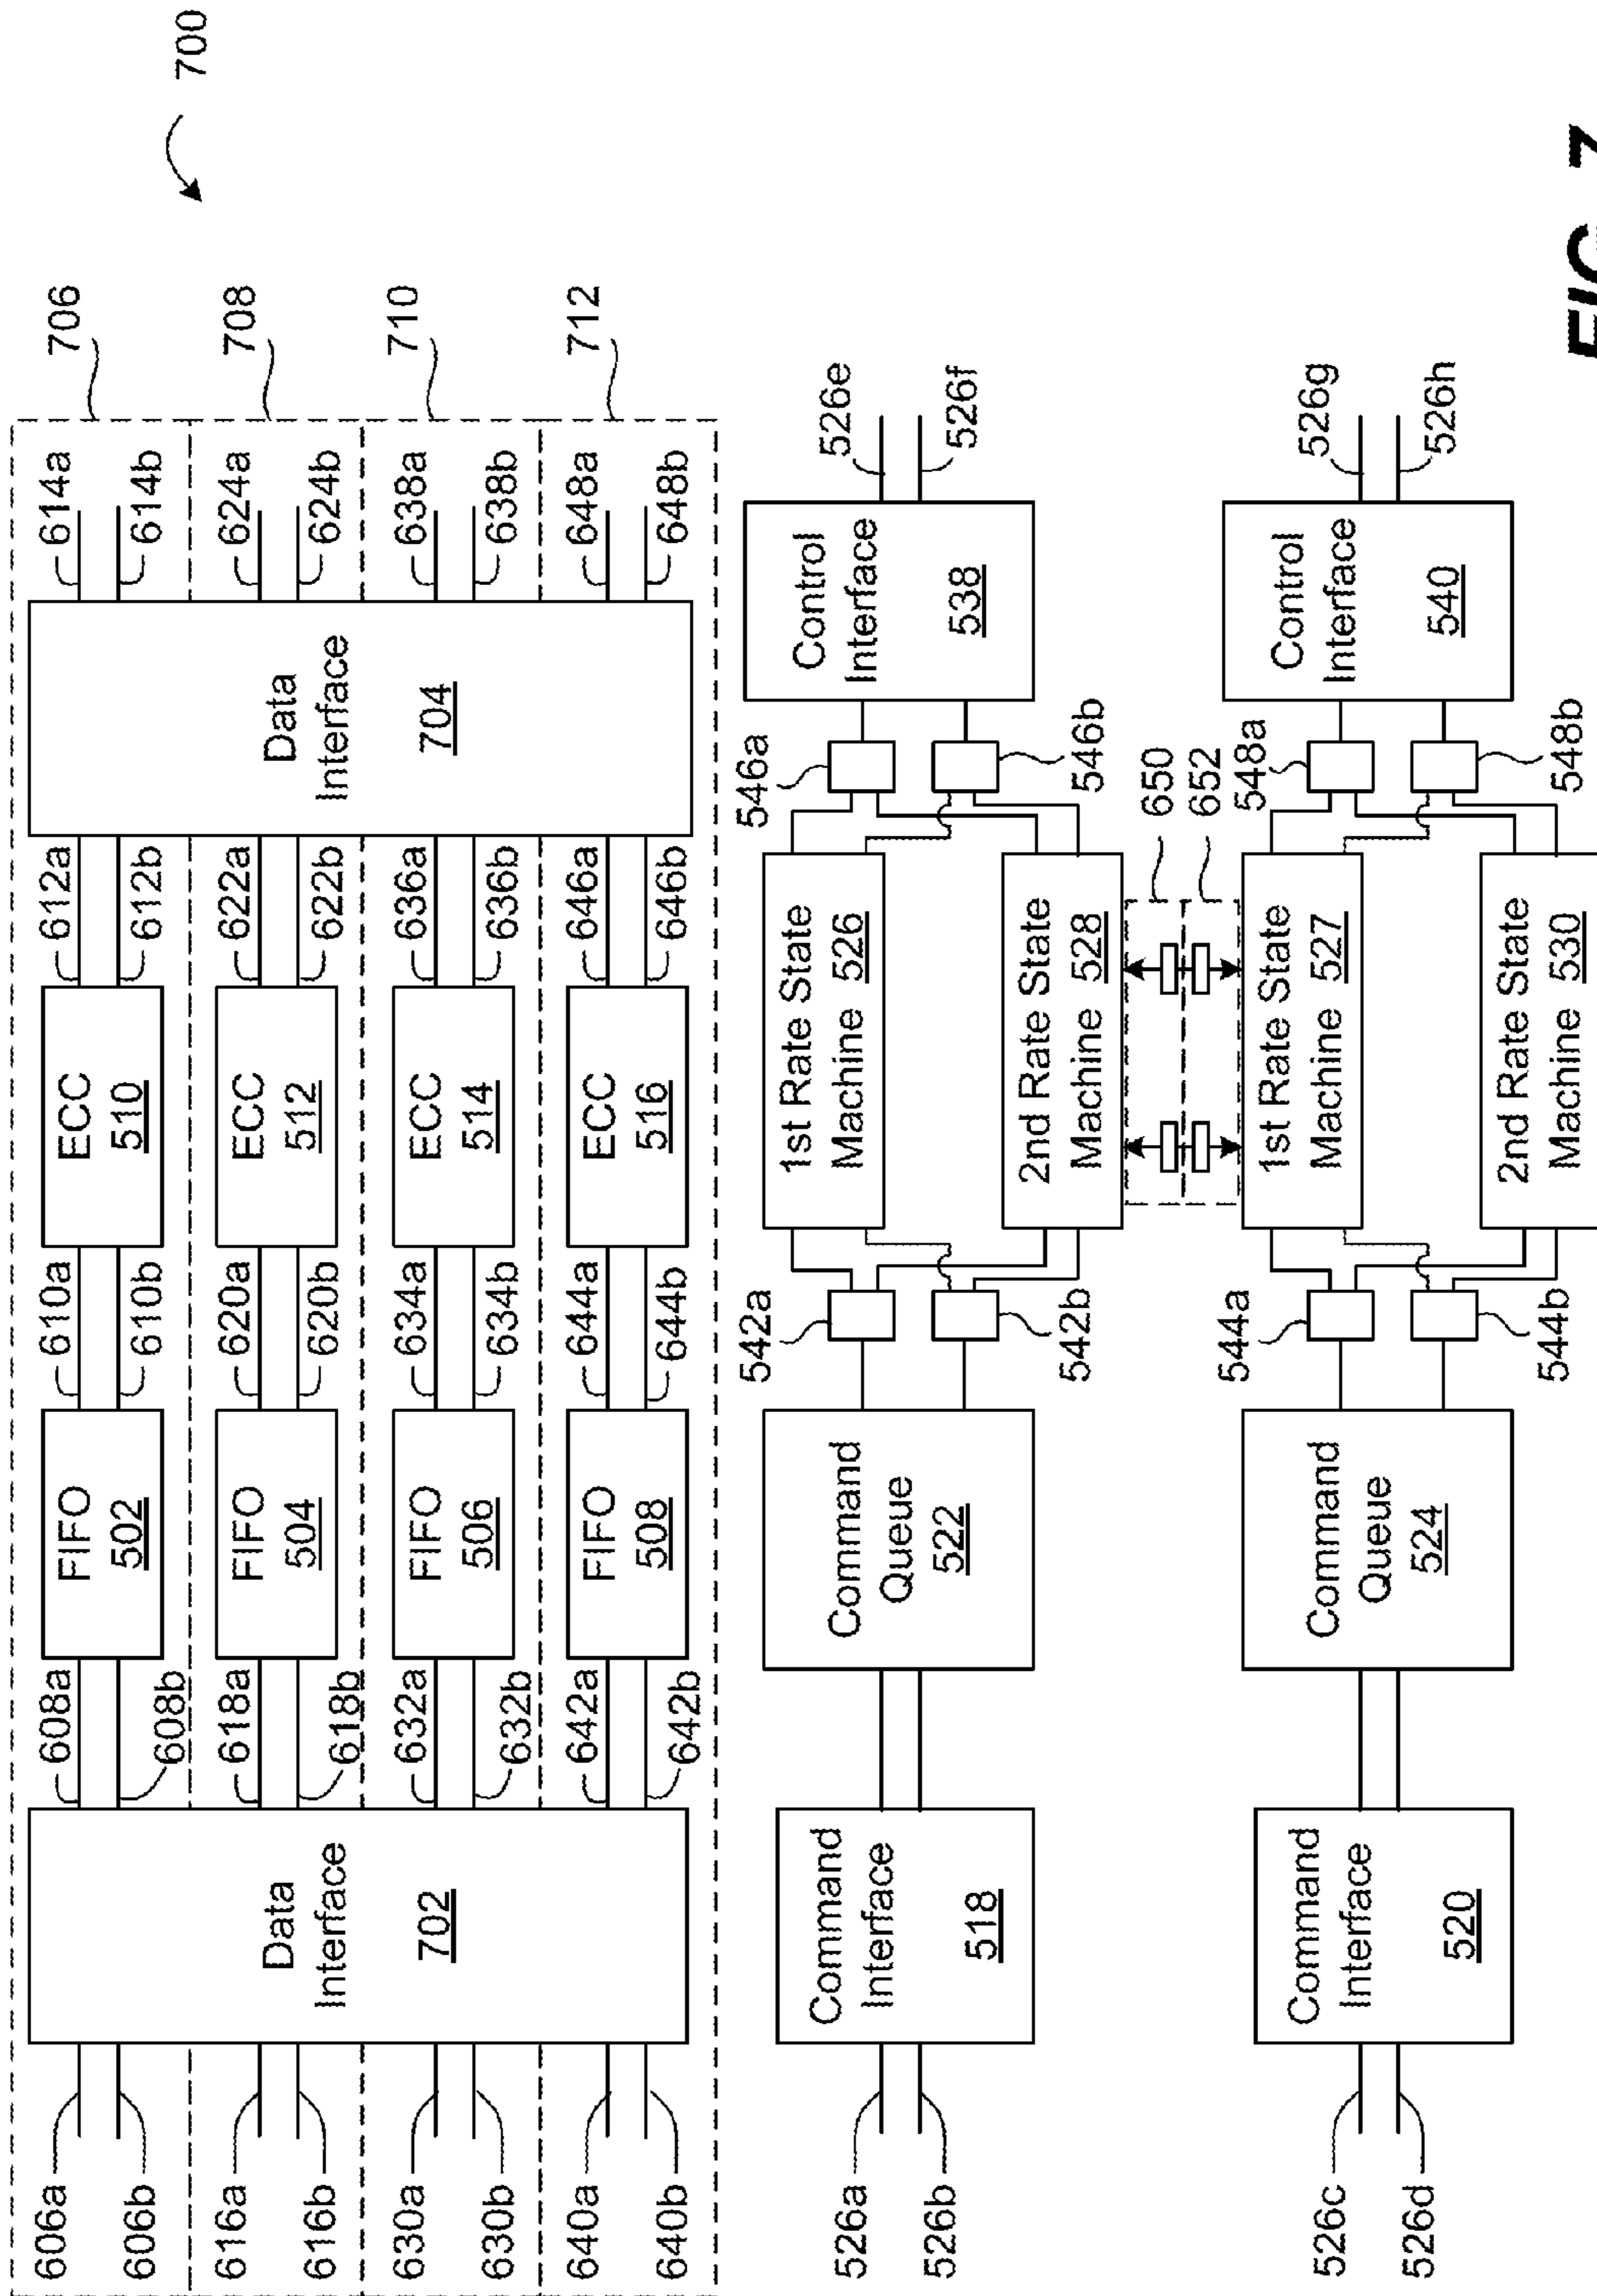 700
706
708
710
712
606a
606b
616a
616b
630a
630b
640a
640b
Data
Interface
702
608a
608b
618a
618b
632a
632b
642a
642b
FIFO
502
FIFO
504
FIFO
506
FIFO
508
610a
610b
620a
620b
634a
634b
644a
644b
ECC
510
ECC
512
ECC
514
ECC
516
612a
612b
622a
622b
636a
636b
646a
646b
Data
Interface
704
614a
614b
624a
624b
638a
638b
648a
648b
526a
526b
Command
Interface
518
Command
Queue
522
542a
542b
1st Rate State
Machine 526
2nd Rate State
Machine 528
546a
546b
Control
Interface
538
526e
526f
650
652
526c
526d
Command
Interface
520
Command
Queue
524
544a
544b
1st Rate State
Machine 527
2nd Rate State
Machine 530
548a
548b
Control
Interface
540
526g
526h
FIG. 7